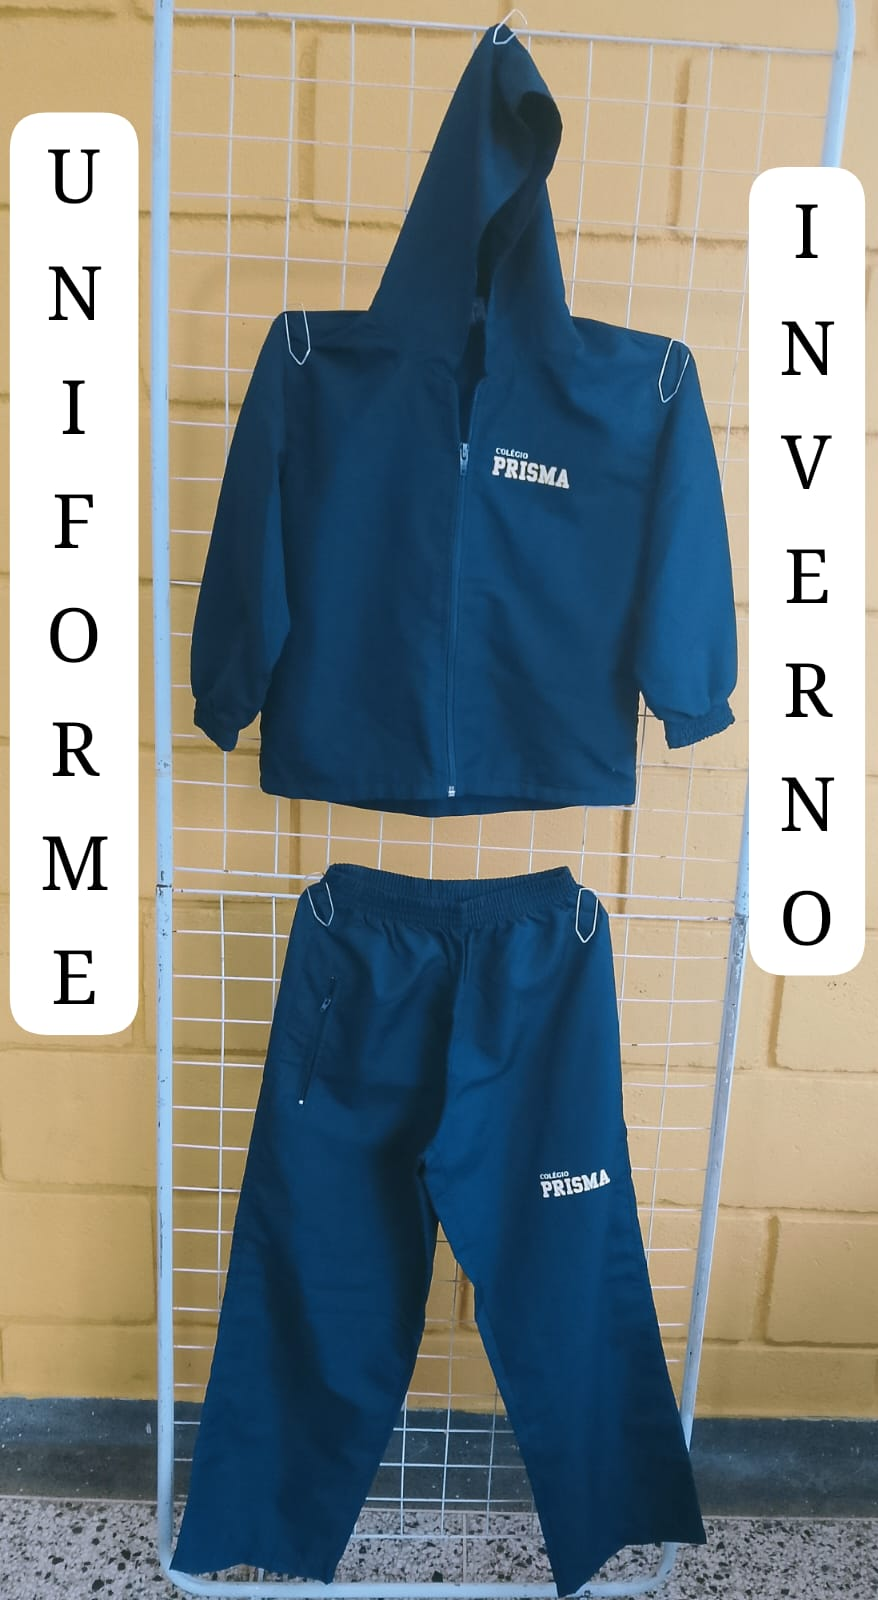 UNIFORME
INVERNO
COLÉGIO
PRISMA
COLÉGIO
PRISMA